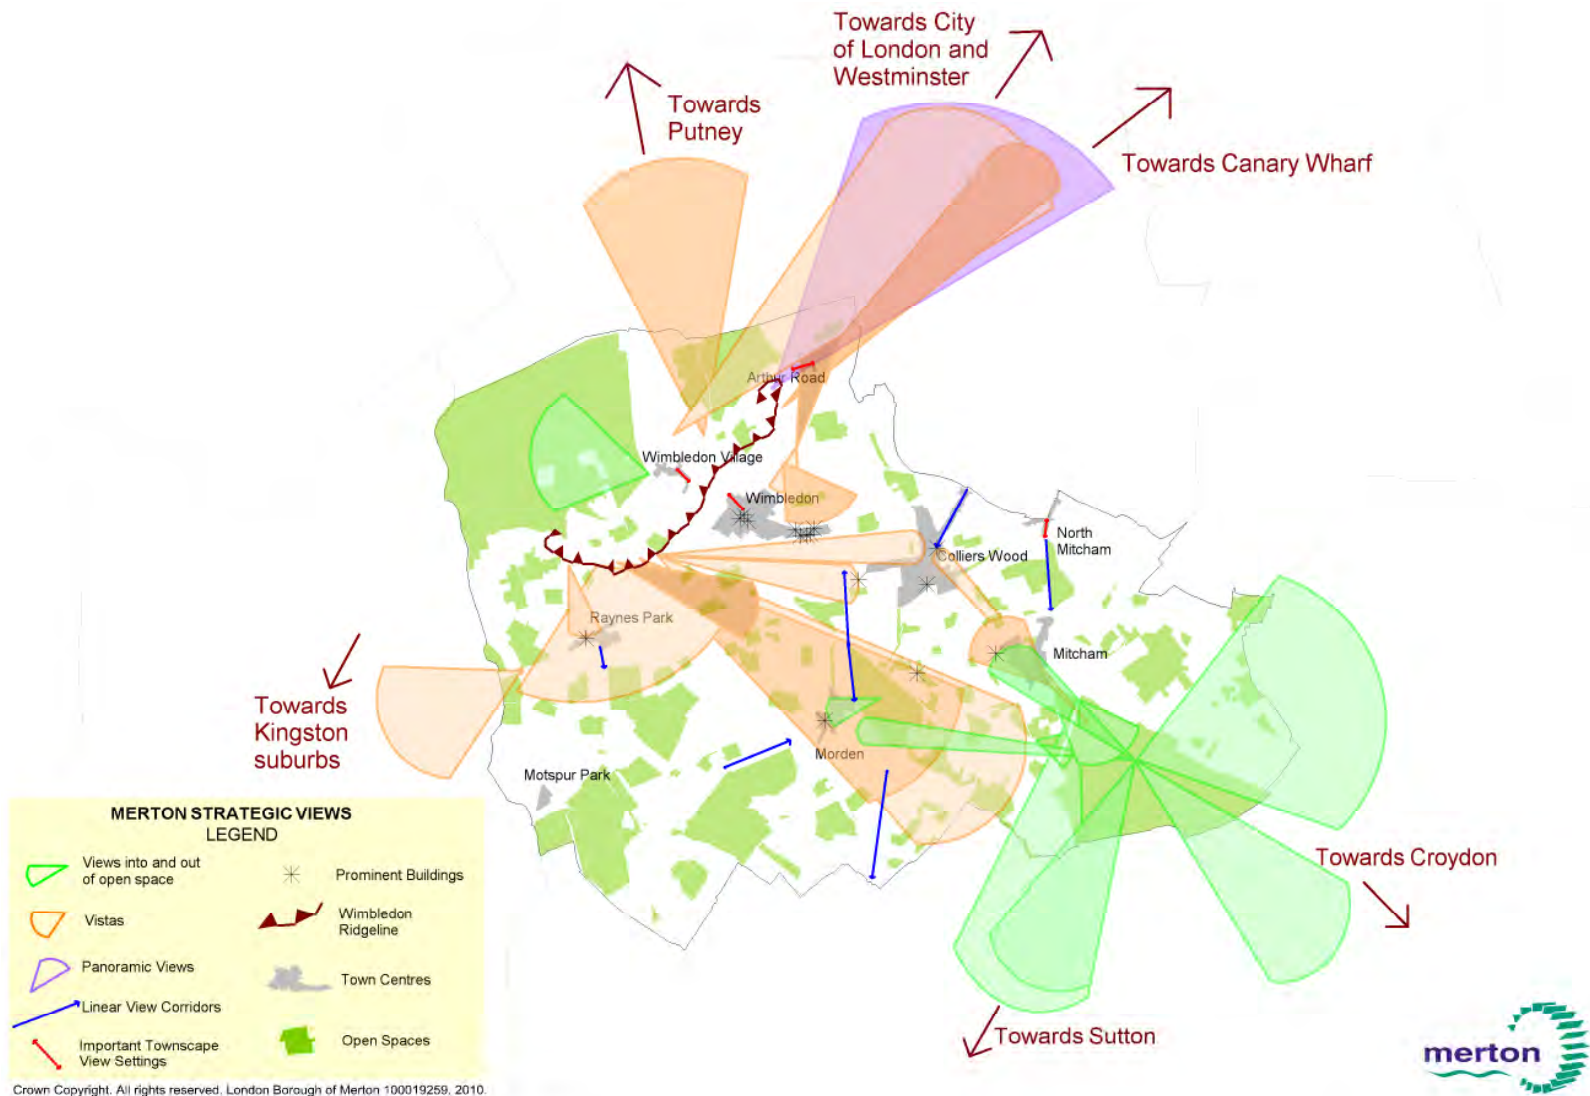 Towards City
of London and
Westminster
Towards
Putney
Towards Canary Wharf
Arthur Road
Wimbledon Village
Wimbledon
North
Mitcham
Colliers Wood
Raynes Park
Mitcham
Towards
Kingston
suburbs
Morden
Motspur Park
Towards Croydon
Towards Sutton
MERTON STRATEGIC VIEWS
LEGEND
Views into and out
of open space
Prominent Buildings
Vistas
Wimbledon
Ridgeline
Panoramic Views
Town Centres
Linear View Corridors
Important Townscape
View Settings
Open Spaces
merton
Crown Copyright. All rights reserved. London Borough of Merton 100019259, 2010.